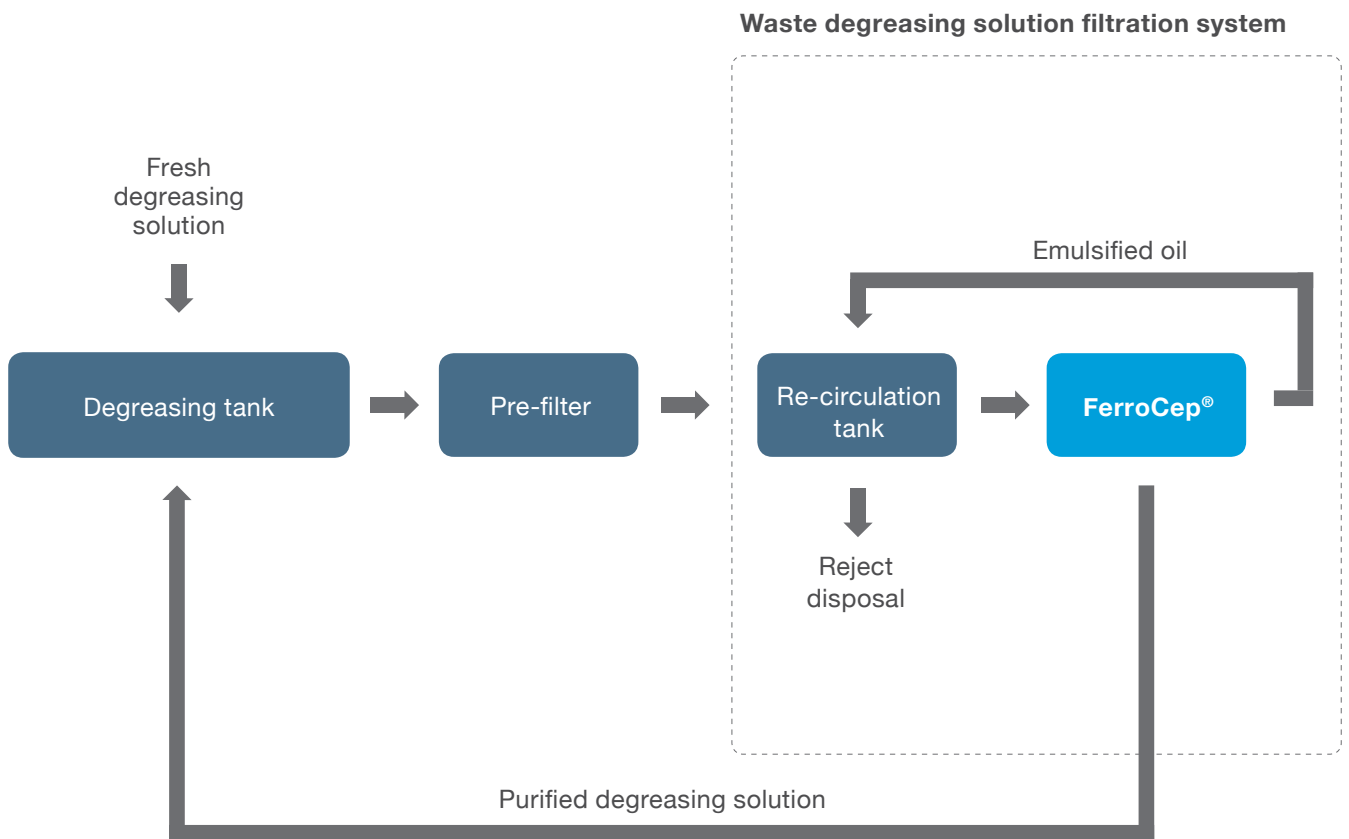 Waste degreasing solution filtration system
Fresh
degreasing
solution
Emulsified oil
Degreasing tank
Pre-filter
Re-circulation
tank
FerroCep®
Reject
disposal
Purified degreasing solution